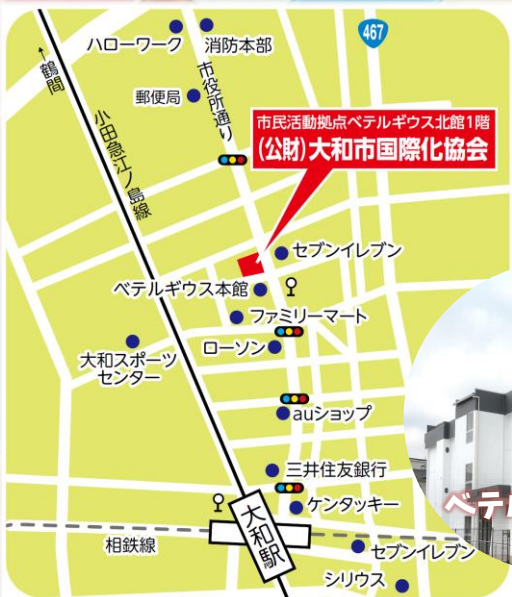 ハローワーク
消防本部
467
←鶴間
郵便局
市役所通り
小田急江ノ島線
市民活動拠点ベテルギウス北館1階
(公財)大和市国際化協会
セブンイレブン
ベテルギウス本館
ファミリーマート
ローソン
大和スポーツ
センター
auショップ
三井住友銀行
ケンタッキー
大和駅
相鉄線
セブンイレブン
シリウス
ベテル